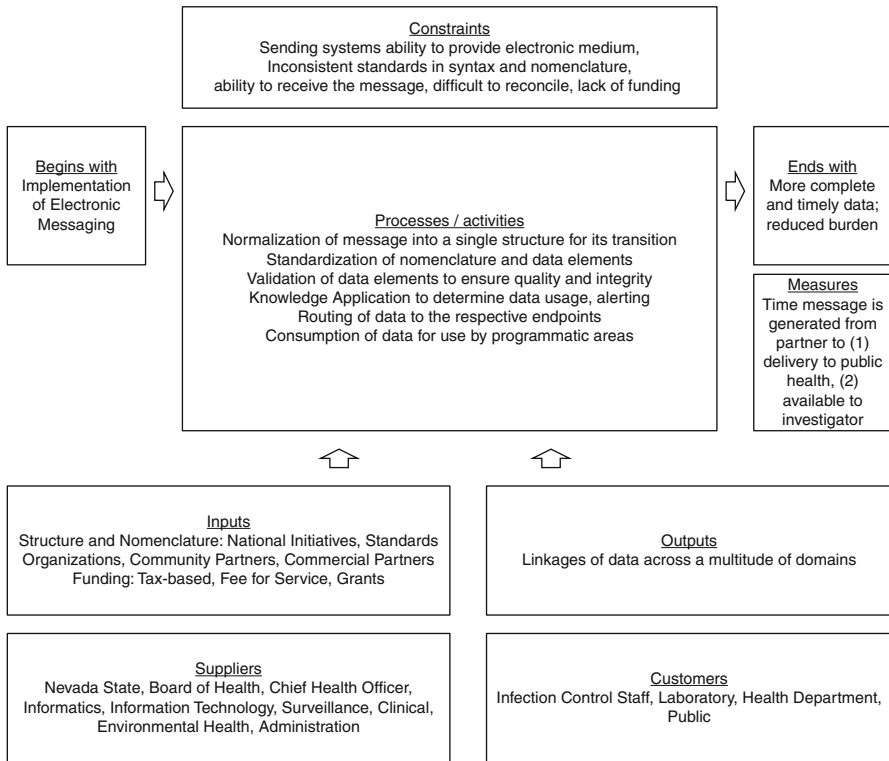 Constraints
Sending systems ability to provide electronic medium,
Inconsistent standards in syntax and nomenclature,
ability to receive the message, difficult to reconcile, lack of funding
Begins with
Implementation
of Electronic
Messaging
Processes / activities
Normalization of message into a single structure for its transition
Standardization of nomenclature and data elements
Validation of data elements to ensure quality and integrity
Knowledge Application to determine data usage, alerting
Routing of data to the respective endpoints
Consumption of data for use by programmatic areas
Ends with
More complete
and timely data;
reduced burden
Measures
Time message is
generated from
partner to (1)
delivery to public
health, (2)
available to
investigator
Inputs
Structure and Nomenclature: National Initiatives, Standards
Organizations, Community Partners, Commercial Partners
Funding: Tax-based, Fee for Service, Grants
Outputs
Linkages of data across a multitude of domains
Suppliers
Nevada State, Board of Health, Chief Health Officer,
Informatics, Information Technology, Surveillance, Clinical,
Environmental Health, Administration
Customers
Infection Control Staff, Laboratory, Health Department,
Public